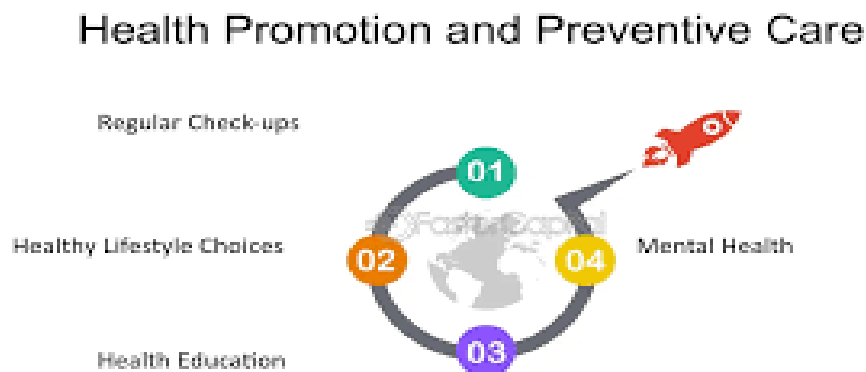 Health Promotion and Preventive Care
Regular Check-ups
01
Healthy Lifestyle Choices
02
FasterCapital
04
Mental Health
Health Education
03